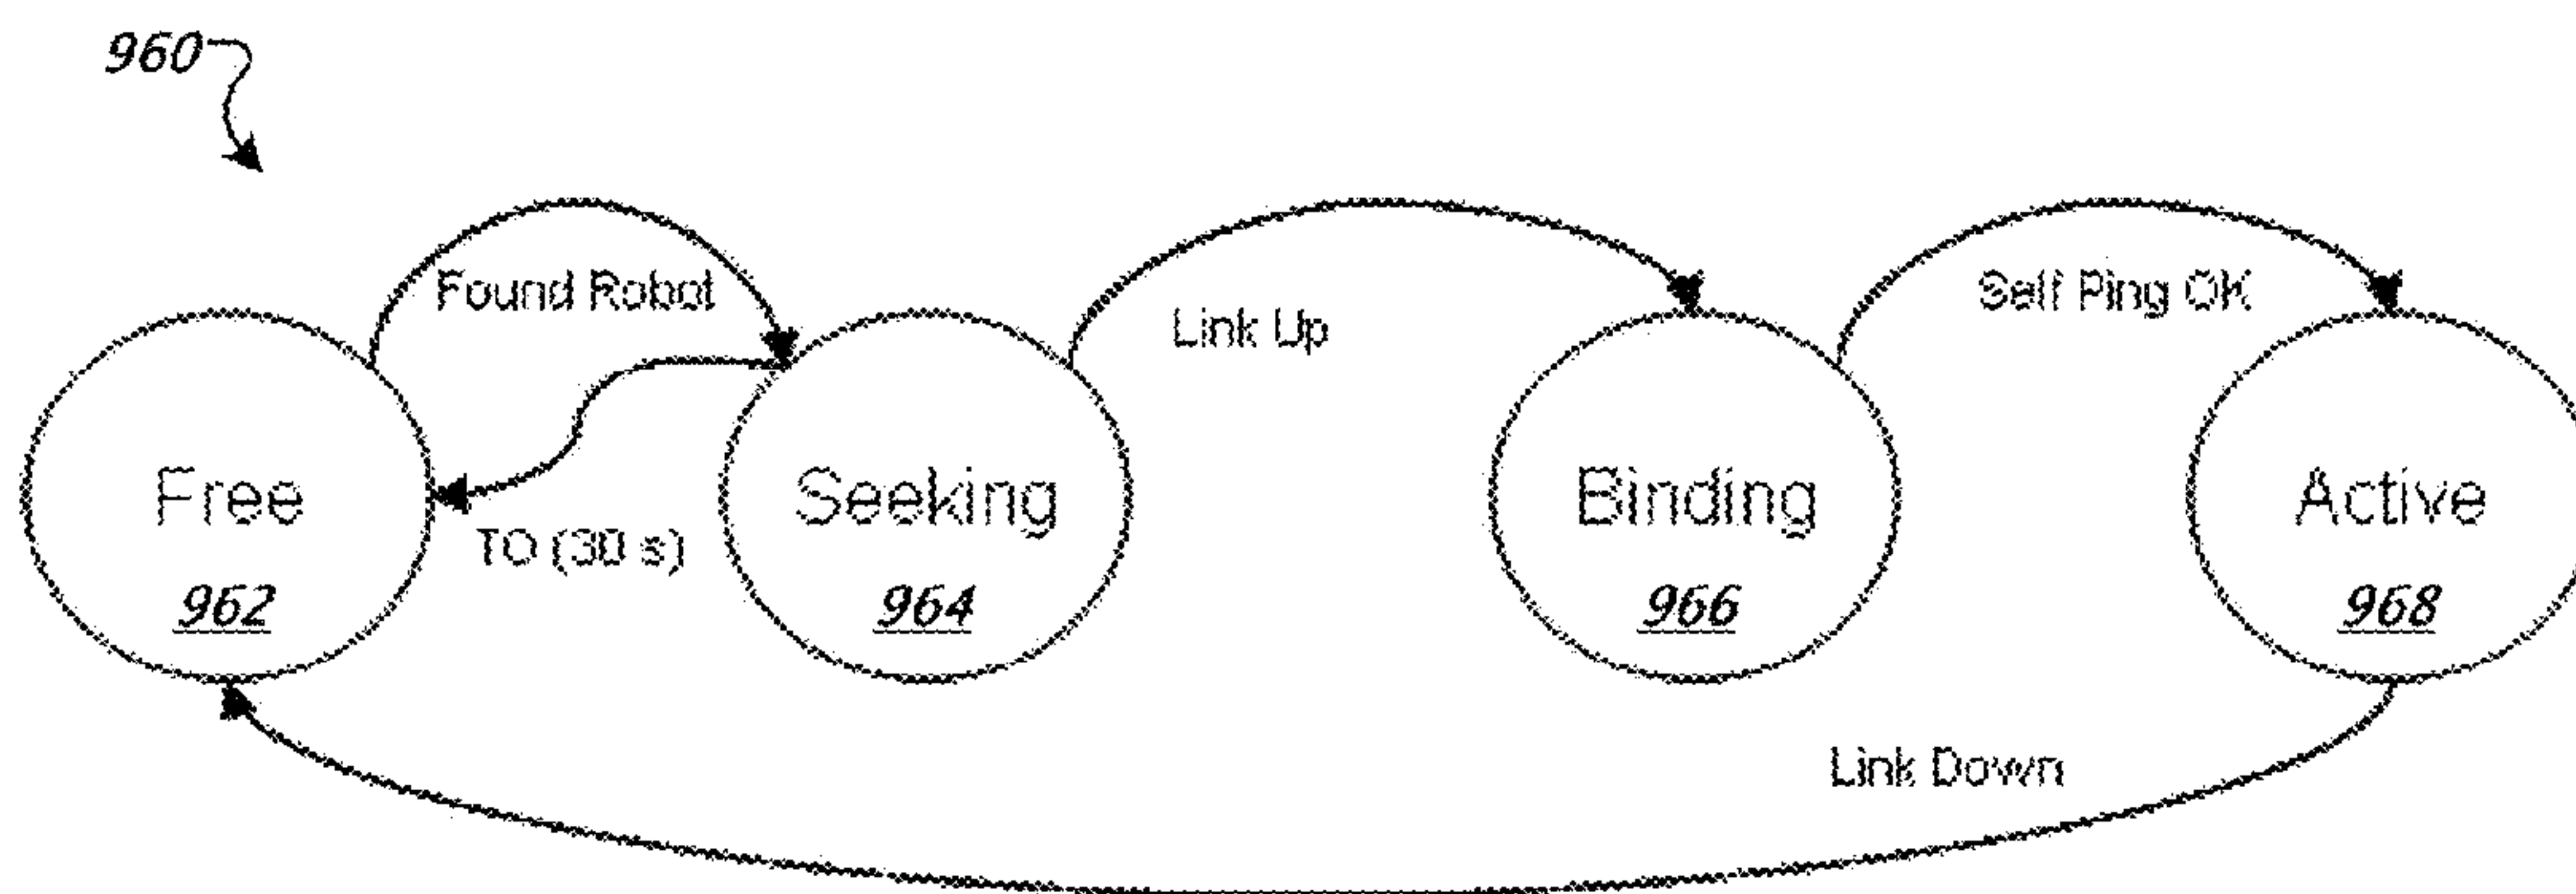 960
Found Robot
Link Up
Self Ping OK
Free
Seeking
Binding
Active
TO (30 s)
962
964
966
968
Link Down